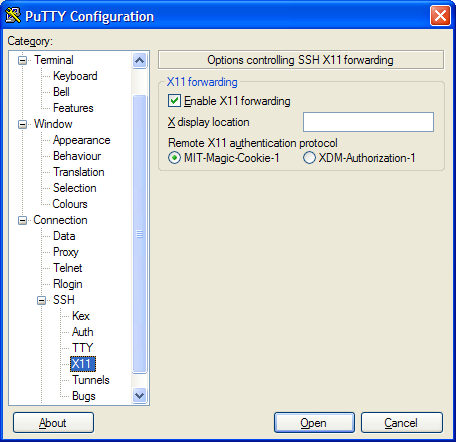 PuTTY Configuration
Category:
Terminal
Keyboard
Bell
Features
Window
Appearance
Behaviour
Translation
Selection
Colours
Connection
Data
Proxy
Telnet
Rlogin
SSH
Kex
Auth
TTY
X11
Tunnels
Bugs
Options controlling SSH X11 forwarding
X11 forwarding
Enable X11 forwarding
X display location
Remote X11 authentication protocol
MIT-Magic-Cookie-1 XDM-Authorization-1
About Open Cancel